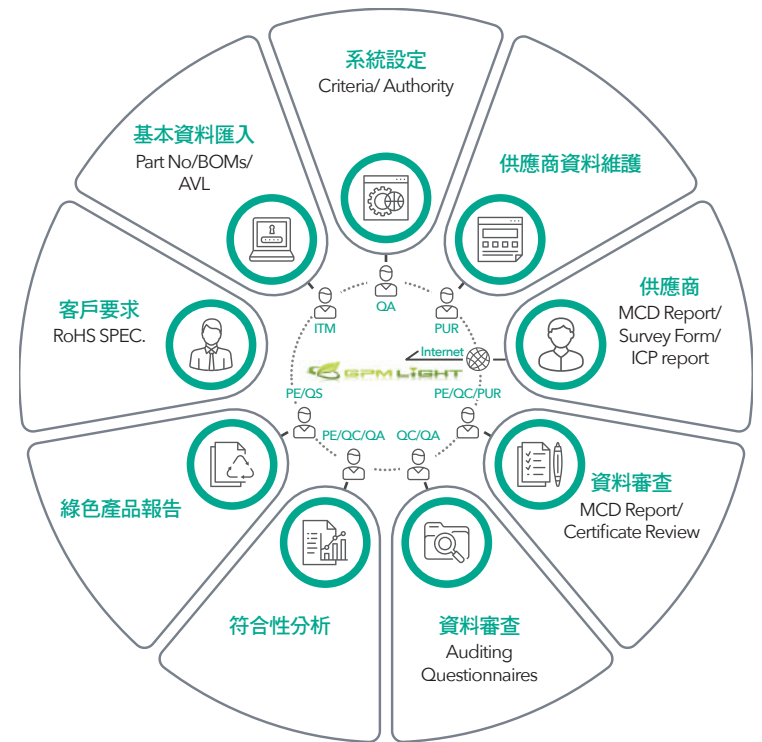 系統設定
Criteria/ Authority
供應商資料維護
供應商
MCD Report/
Survey Form/
ICP report
資料審查
MCD Report/
Certificate Review
資料審查
Auditing
Questionnaires
符合性分析
綠色產品報告
客戶要求
RoHS SPEC.
基本資料匯入
Part No/BOMs/
AVL
QA
PUR
Internet
PE/QC/PUR
QC/QA
PE/QC/QA
PE/QS
ITM
GPMLIGHT